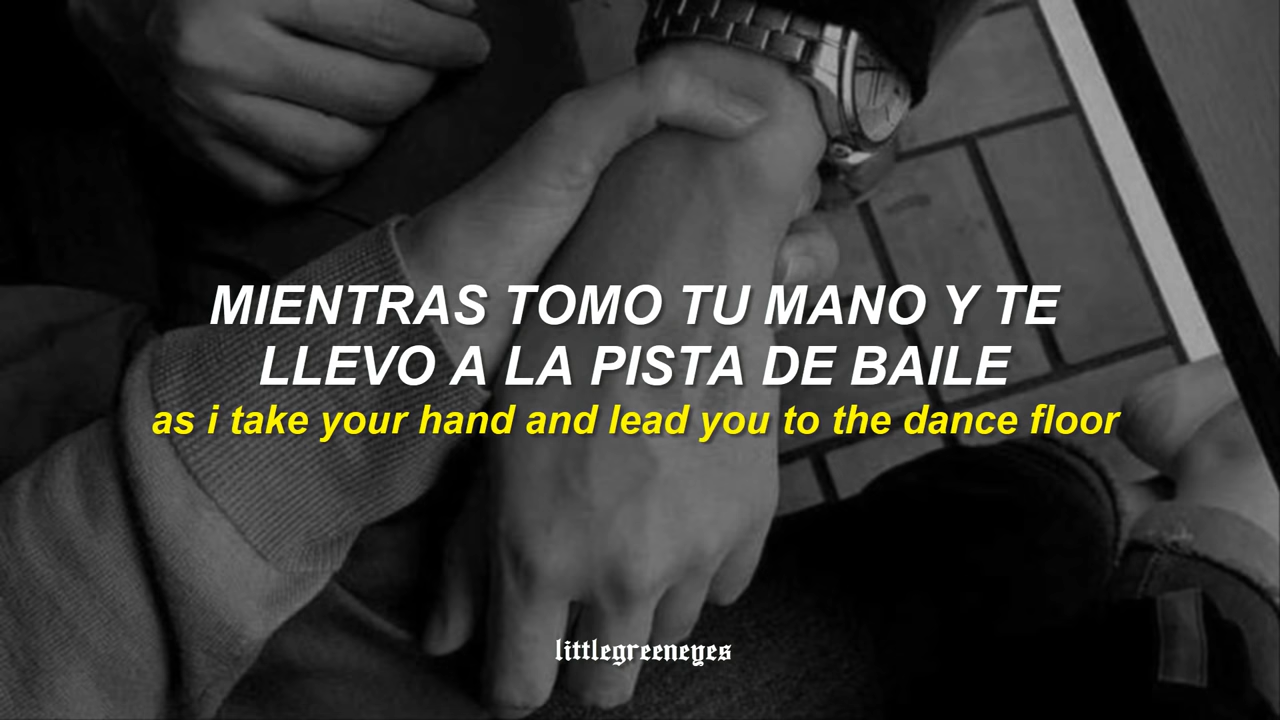 MIENTRAS TOMO TU MANO Y TE
LLEVO A LA PISTA DE BAILE
as i take your hand and lead you to the dance floor
littlegreeneyes